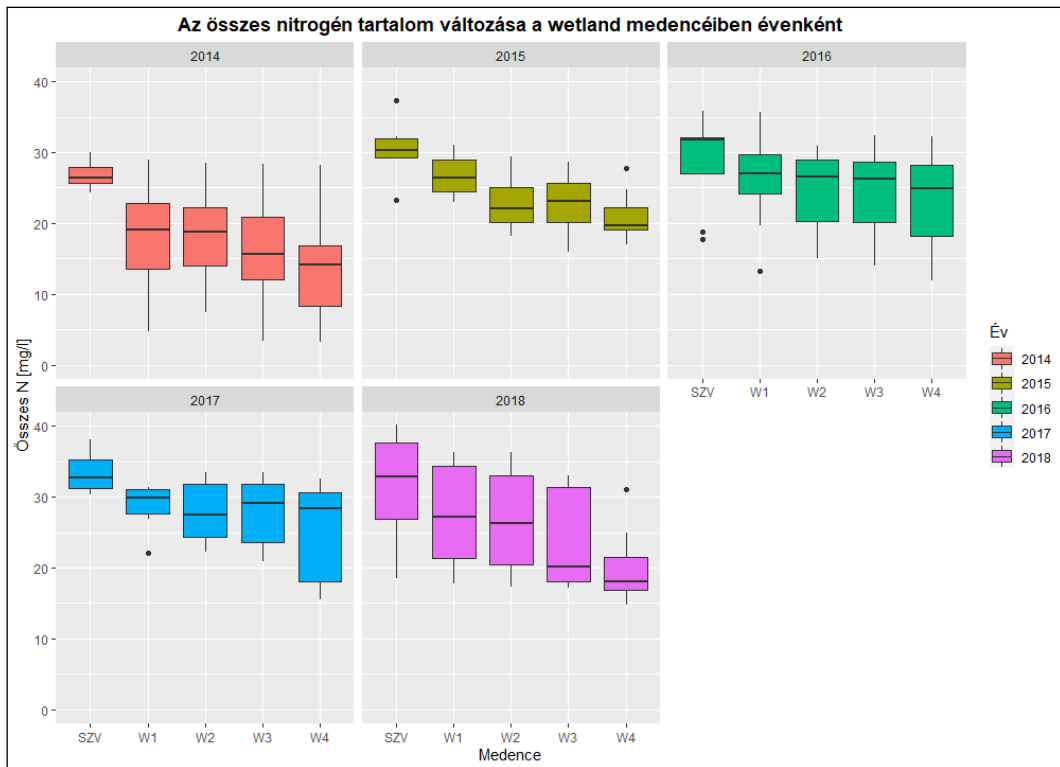 Az összes nitrogén tartalom változása a wetland medencéiben évenként
2014
2015
2016
40
30
20
10
0
SZV W1 W2 W3 W4
2017
2018
40
30
20
10
0
SZV W1 W2 W3 W4
SZV W1 W2 W3 W4
Összes N [mg/l]
Medence
Év
2014
2015
2016
2017
2018